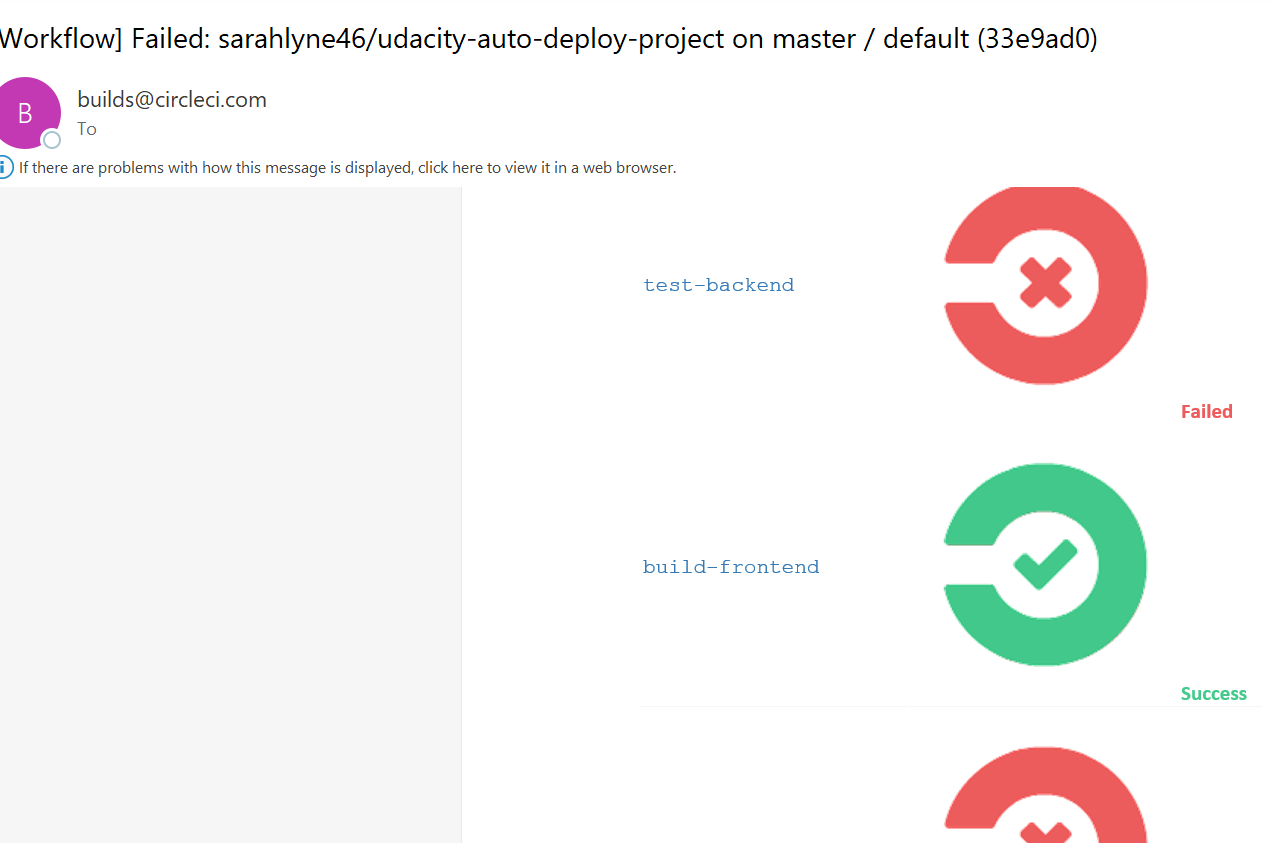 Workflow] Failed: sarahlyne46/udacity-auto-deploy-project on master / default (33e9ad0)
B
builds@circleci.com
To
i
If there are problems with how this message is displayed, click here to view it in a web browser.
test-backend
Failed
build-frontend
Success